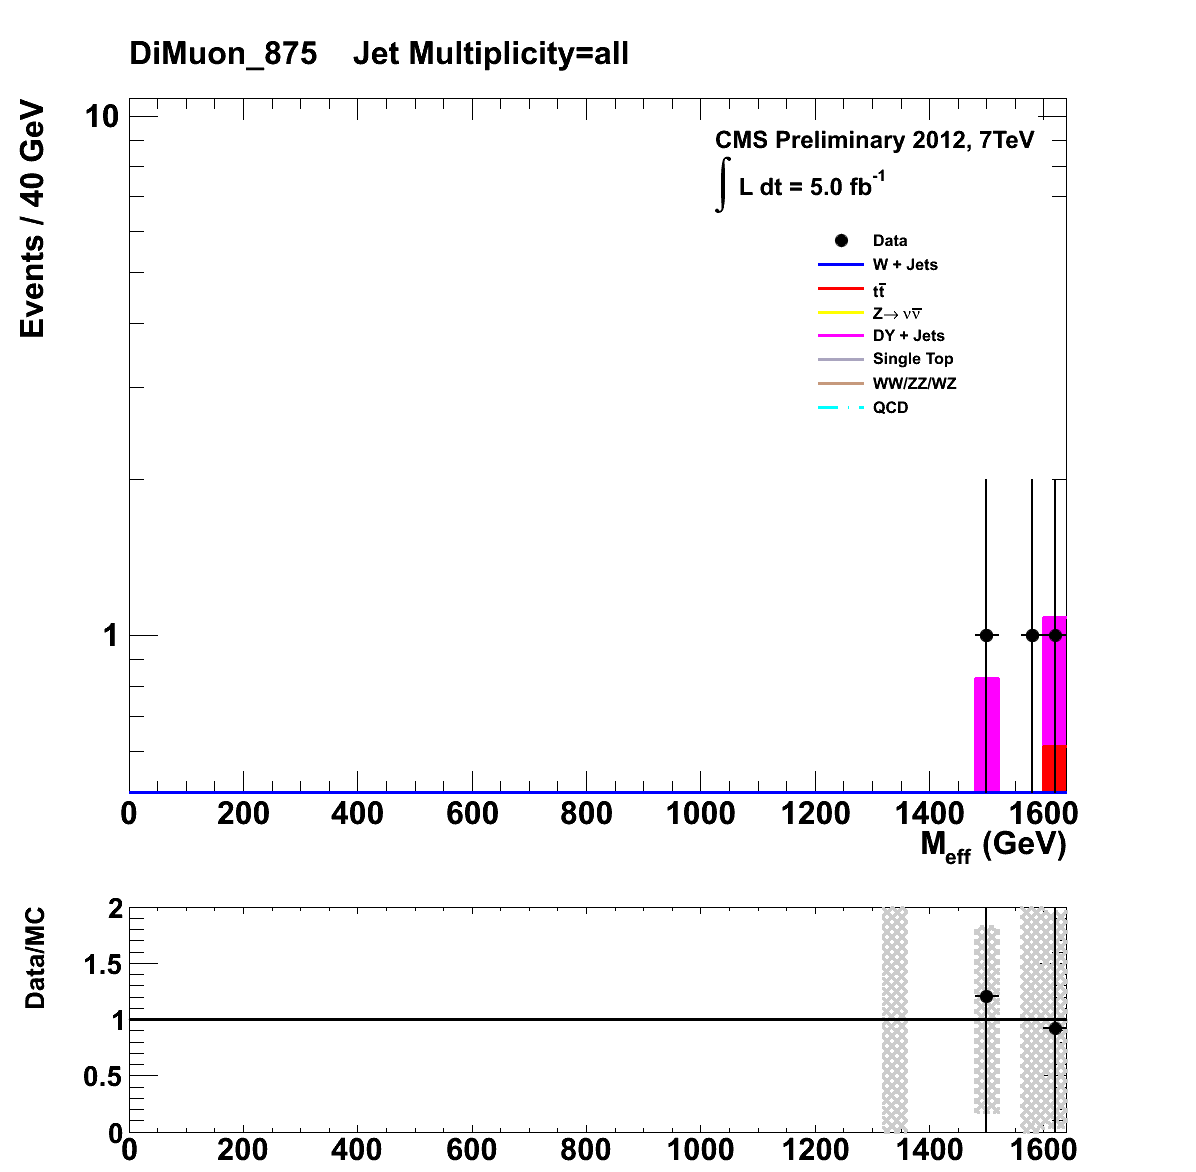 DiMuon_875 Jet Multiplicity=all
Events / 40 GeV
10
1
CMS Preliminary 2012, 7TeV
∫ L dt = 5.0 fb⁻¹
Data
W + Jets
tt̅
Z→ νν̅
DY + Jets
Single Top
WW/ZZ/WZ
QCD
0 200 400 600 800 1000 1200 1400 1600
M_eff (GeV)
Data/MC
2
1.5
1
0.5
0
0 200 400 600 800 1000 1200 1400 1600